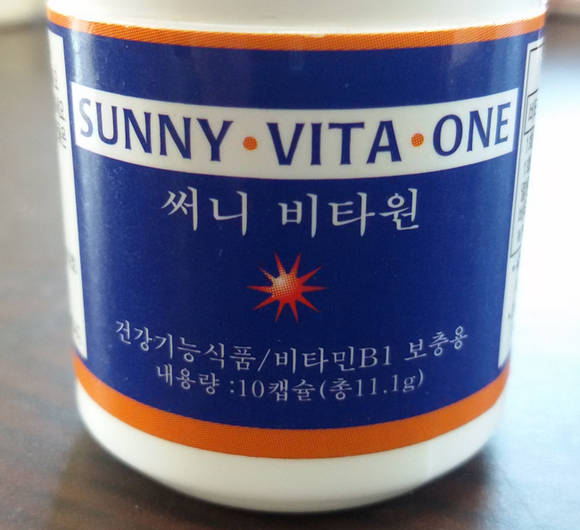 SUNNY·VITA·ONE
써니 비타원
건강기능식품/비타민B1 보충용
내용량 :10캡슐(총11.1g)